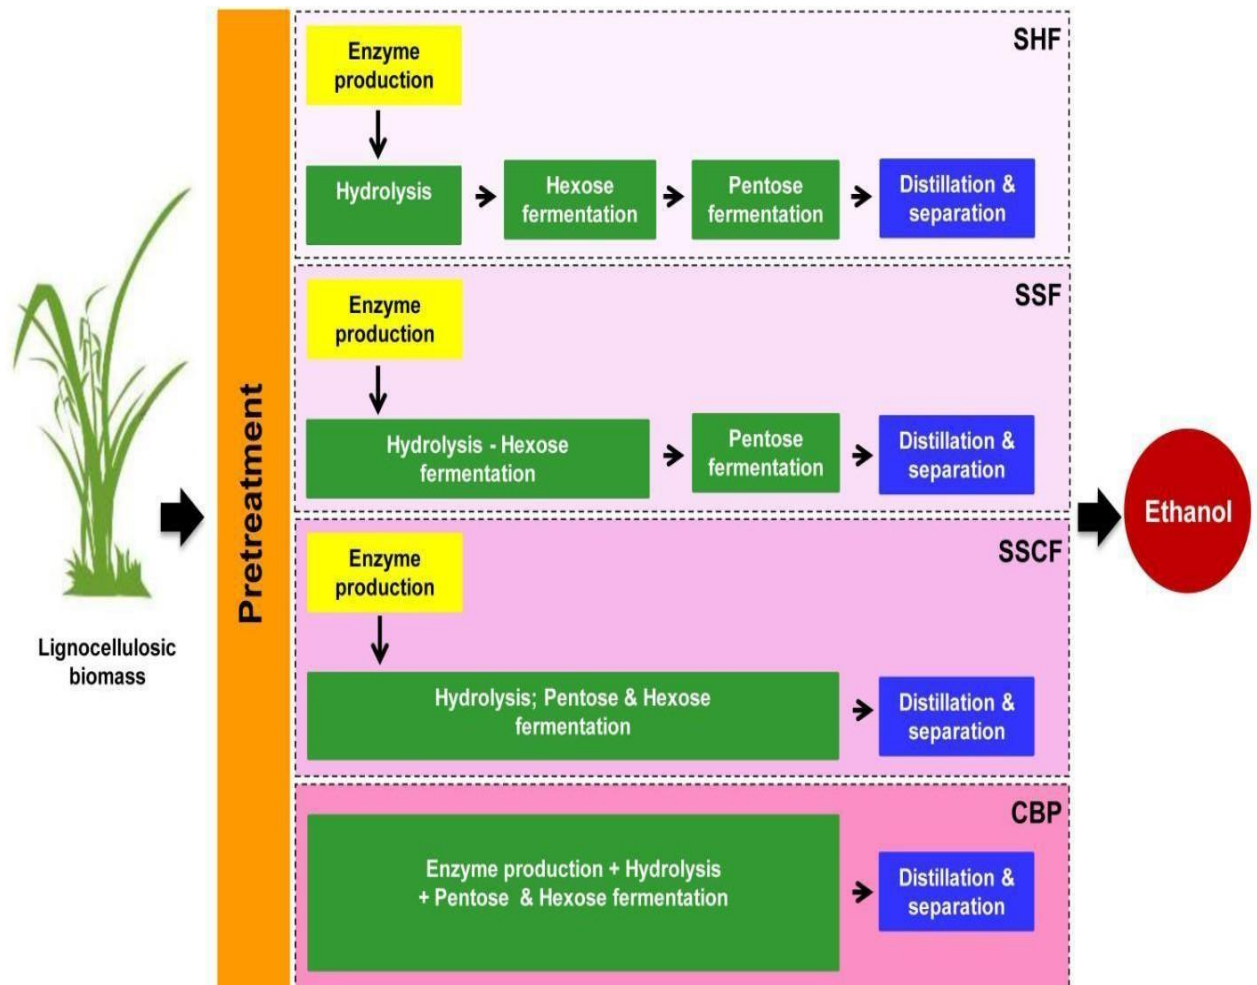 Lignocellulosic
biomass
Pretreatment
SHF
Enzyme
production
Hydrolysis
Hexose
fermentation
Pentose
fermentation
Distillation &
separation
SSF
Enzyme
production
Hydrolysis - Hexose
fermentation
Pentose
fermentation
Distillation &
separation
SSCF
Enzyme
production
Hydrolysis; Pentose & Hexose
fermentation
Distillation &
separation
CBP
Enzyme production + Hydrolysis
+ Pentose & Hexose fermentation
Distillation &
separation
Ethanol